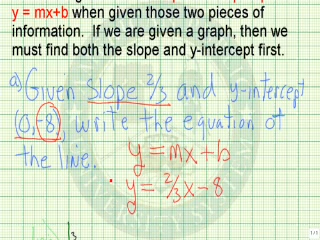 y = mx+b when given those two pieces of
information. If we are given a graph, then we
must find both the slope and y-intercept first.
a) Given slope 2/3 and y-intercept
(0,-8), write the equation of
the line.
y=mx+b
y= 2/3x-8
1/1